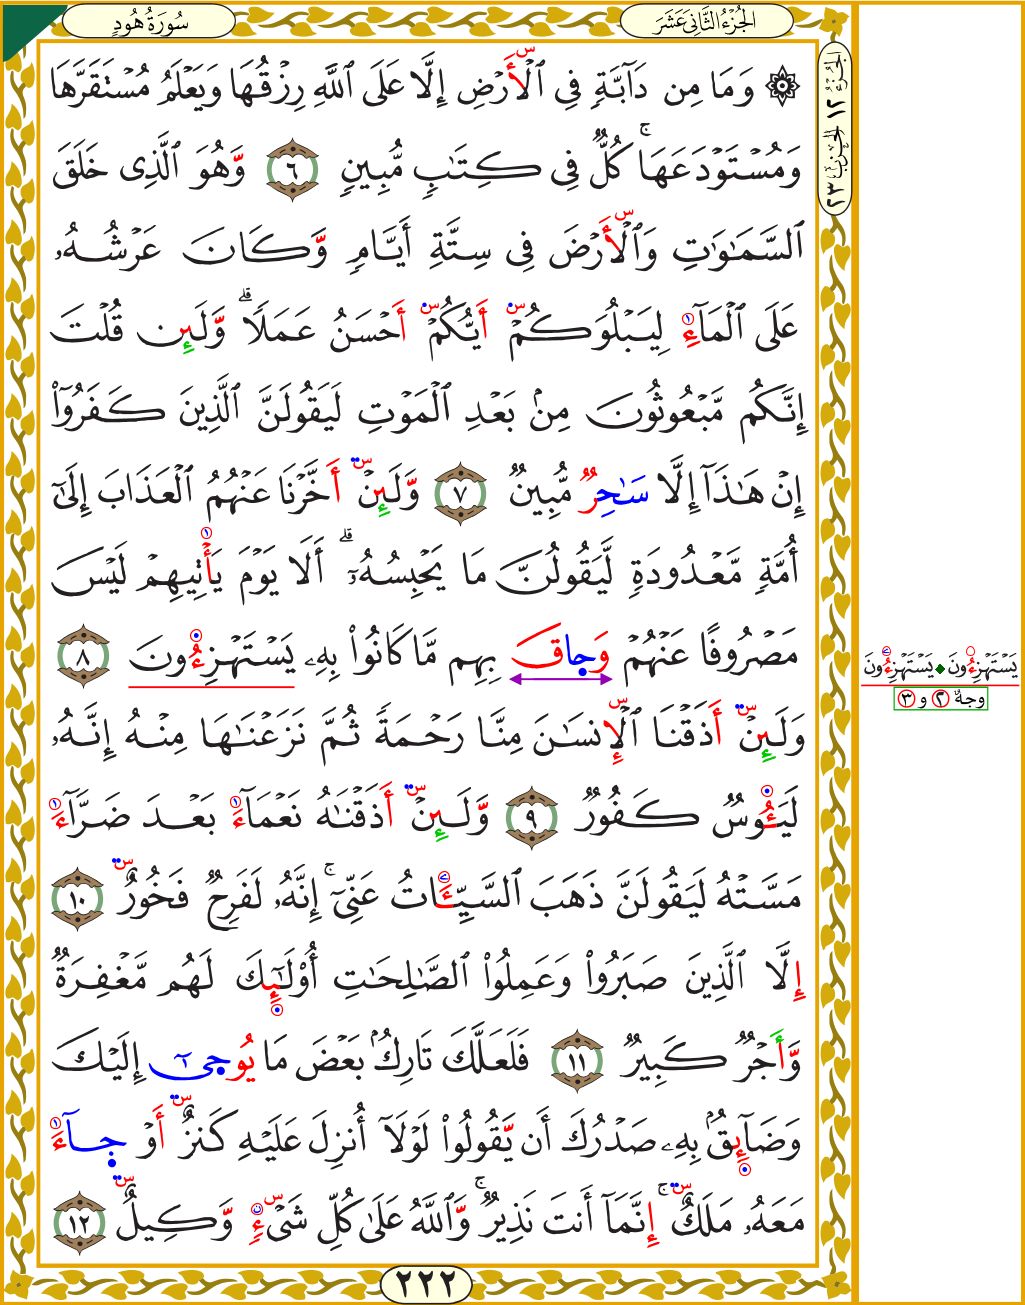 سُورَةُ هُودٍ
الجُزْءُ الثَّانِىَ عَشَرَ
الجُزْءُ ١٢ الحِزْبُ ٢٣
۞ وَمَا مِن دَآبَّةٍ فِي ٱلْأَرْضِ إِلَّا عَلَى ٱللَّهِ رِزْقُهَا وَيَعْلَمُ مُسْتَقَرَّهَا
وَمُسْتَوْدَعَهَاۚ كُلٌّ فِي كِتَٰبٍ مُّبِينٍ ٦ وَّهُوَ ٱلَّذِى خَلَقَ
ٱلسَّمَٰوَٰتِ وَٱلْأَرْضَ فِي سِتَّةِ أَيَّامٍ وَّكَانَ عَرْشُهُۥ
عَلَى ٱلْمَآءِ لِيَبْلُوَكُمْ أَيُّكُمْ أَحْسَنُ عَمَلًاۗ وَّلَئِن قُلْتَ
إِنَّكُم مَّبْعُوثُونَ مِنۢ بَعْدِ ٱلْمَوْتِ لَيَقُولَنَّ ٱلَّذِينَ كَفَرُوٓا۟
إِنْ هَٰذَآ إِلَّا سَٰحِرٌ مُّبِينٌ ٧ وَّلَئِنْ أَخَّرْنَا عَنْهُمُ ٱلْعَذَابَ إِلَىٰٓ
أُمَّةٍ مَّعْدُودَةٍ لَّيَقُولُنَّ مَا يَحْبِسُهُۥٓۗ أَلَا يَوْمَ يَأْتِيهِمْ لَيْسَ
مَصْرُوفًا عَنْهُمْ وَحَاقَ بِهِم مَّا كَانُوا۟ بِهِۦ يَسْتَهْزِءُونَ ٨
وَلَئِنْ أَذَقْنَا ٱلْإِنسَٰنَ مِنَّا رَحْمَةً ثُمَّ نَزَعْنَٰهَا مِنْهُ إِنَّهُۥ
لَيَـُٔوسٌ كَفُورٌ ٩ وَّلَئِنْ أَذَقْنَٰهُ نَعْمَآءَ بَعْدَ ضَرَّآءَ
مَسَّتْهُ لَيَقُولَنَّ ذَهَبَ ٱلسَّيِّـَٔاتُ عَنِّىٓۚ إِنَّهُۥ لَفَرِحٌ فَخُورٌ ١٠
إِلَّا ٱلَّذِينَ صَبَرُوا۟ وَعَمِلُوا۟ ٱلصَّٰلِحَٰتِ أُو۟لَٰٓئِكَ لَهُم مَّغْفِرَةٌ
وَّأَجْرٌ كَبِيرٌ ١١ فَلَعَلَّكَ تَارِكٌۢ بَعْضَ مَا يُوحَىٰٓ إِلَيْكَ
وَضَآئِقٌۢ بِهِۦ صَدْرُكَ أَن يَّقُولُوا۟ لَوْلَآ أُنزِلَ عَلَيْهِ كَنزٌ أَوْ جَآءَ
مَعَهُۥ مَلَكٌۚ إِنَّمَآ أَنتَ نَذِيرٌۚ وَّٱللَّهُ عَلَىٰ كُلِّ شَىْءٍ وَّكِيلٌ ١٢
يَسْتَهْزِءُونَ ♦ يَسْتَهْزِءُونَ
وجهٌ ٢ و ٣
٢٢٢